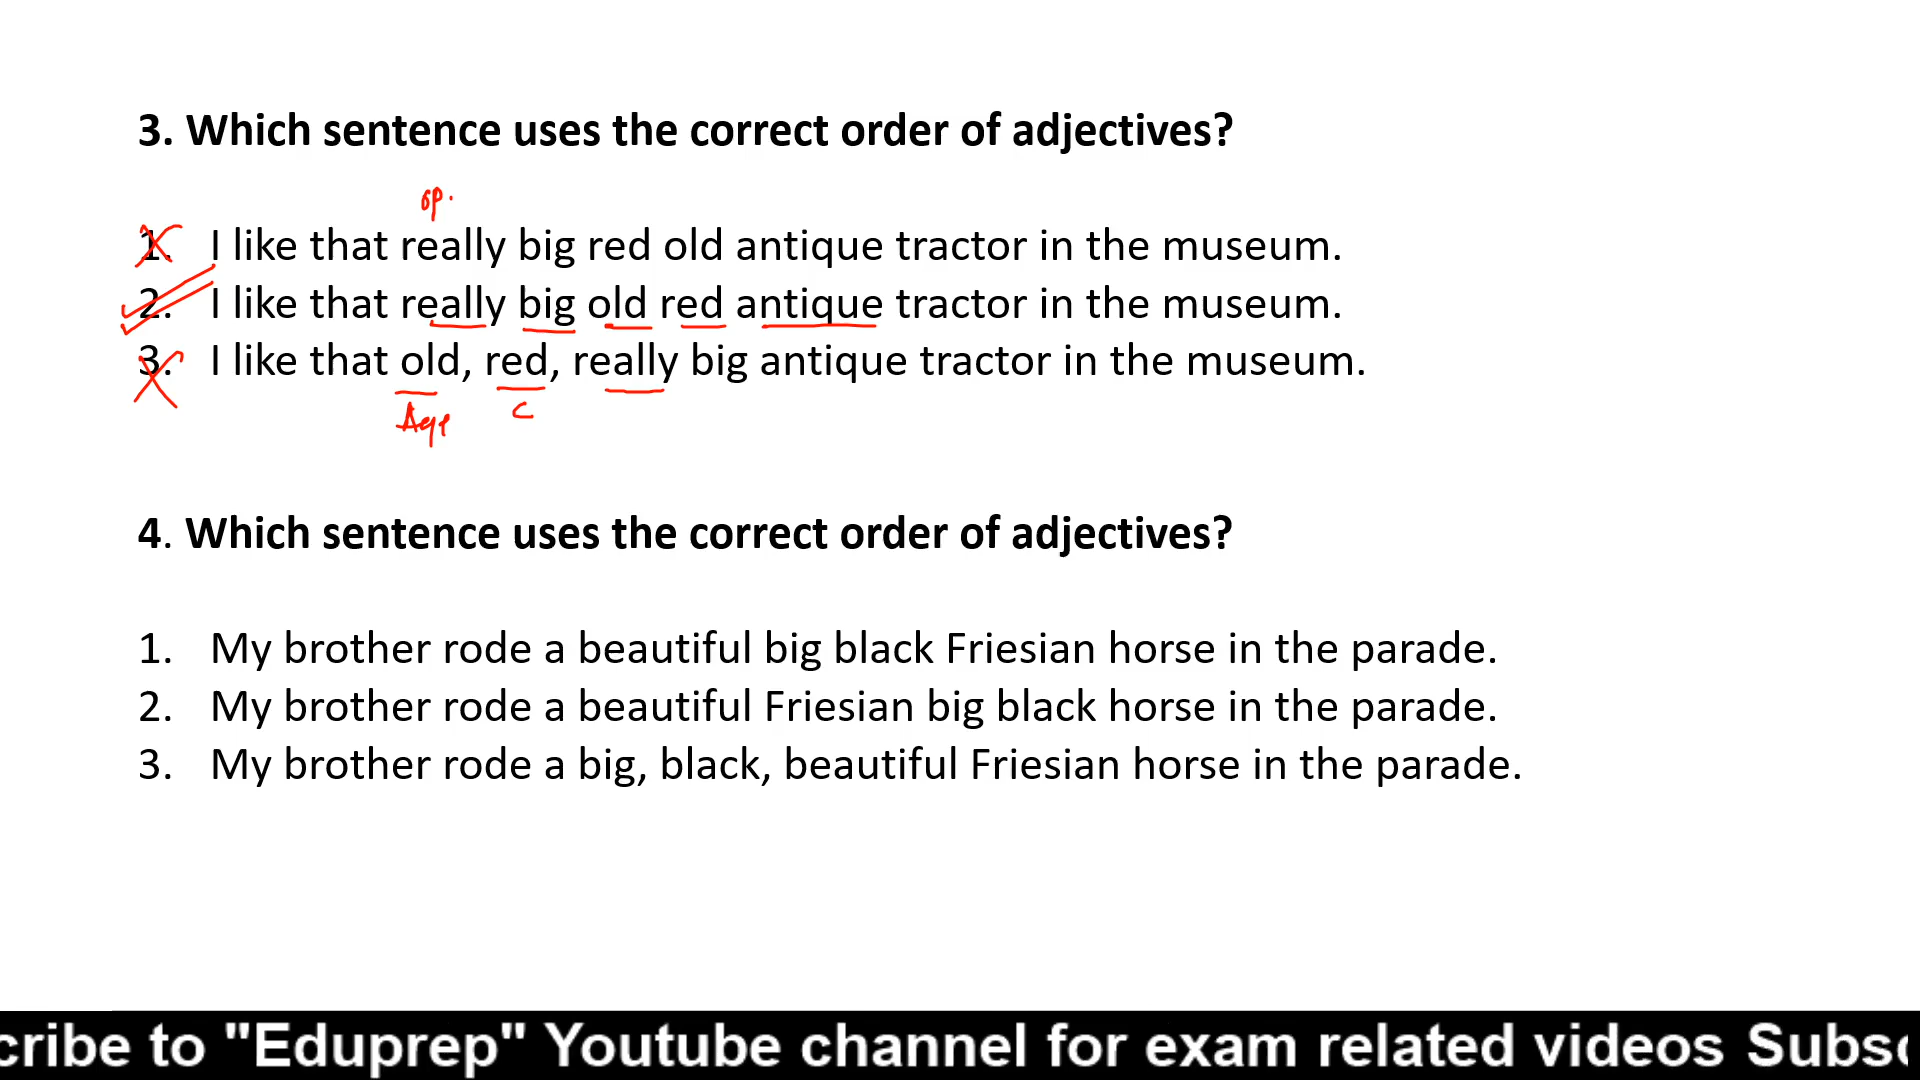 3. Which sentence uses the correct order of adjectives?
op.
1. I like that really big red old antique tractor in the museum.
2. I like that really big old red antique tractor in the museum.
3. I like that old, red, really big antique tractor in the museum.
Age C
4. Which sentence uses the correct order of adjectives?
1. My brother rode a beautiful big black Friesian horse in the parade.
2. My brother rode a beautiful Friesian big black horse in the parade.
3. My brother rode a big, black, beautiful Friesian horse in the parade.
cribe to "Eduprep" Youtube channel for exam related videos Subsc